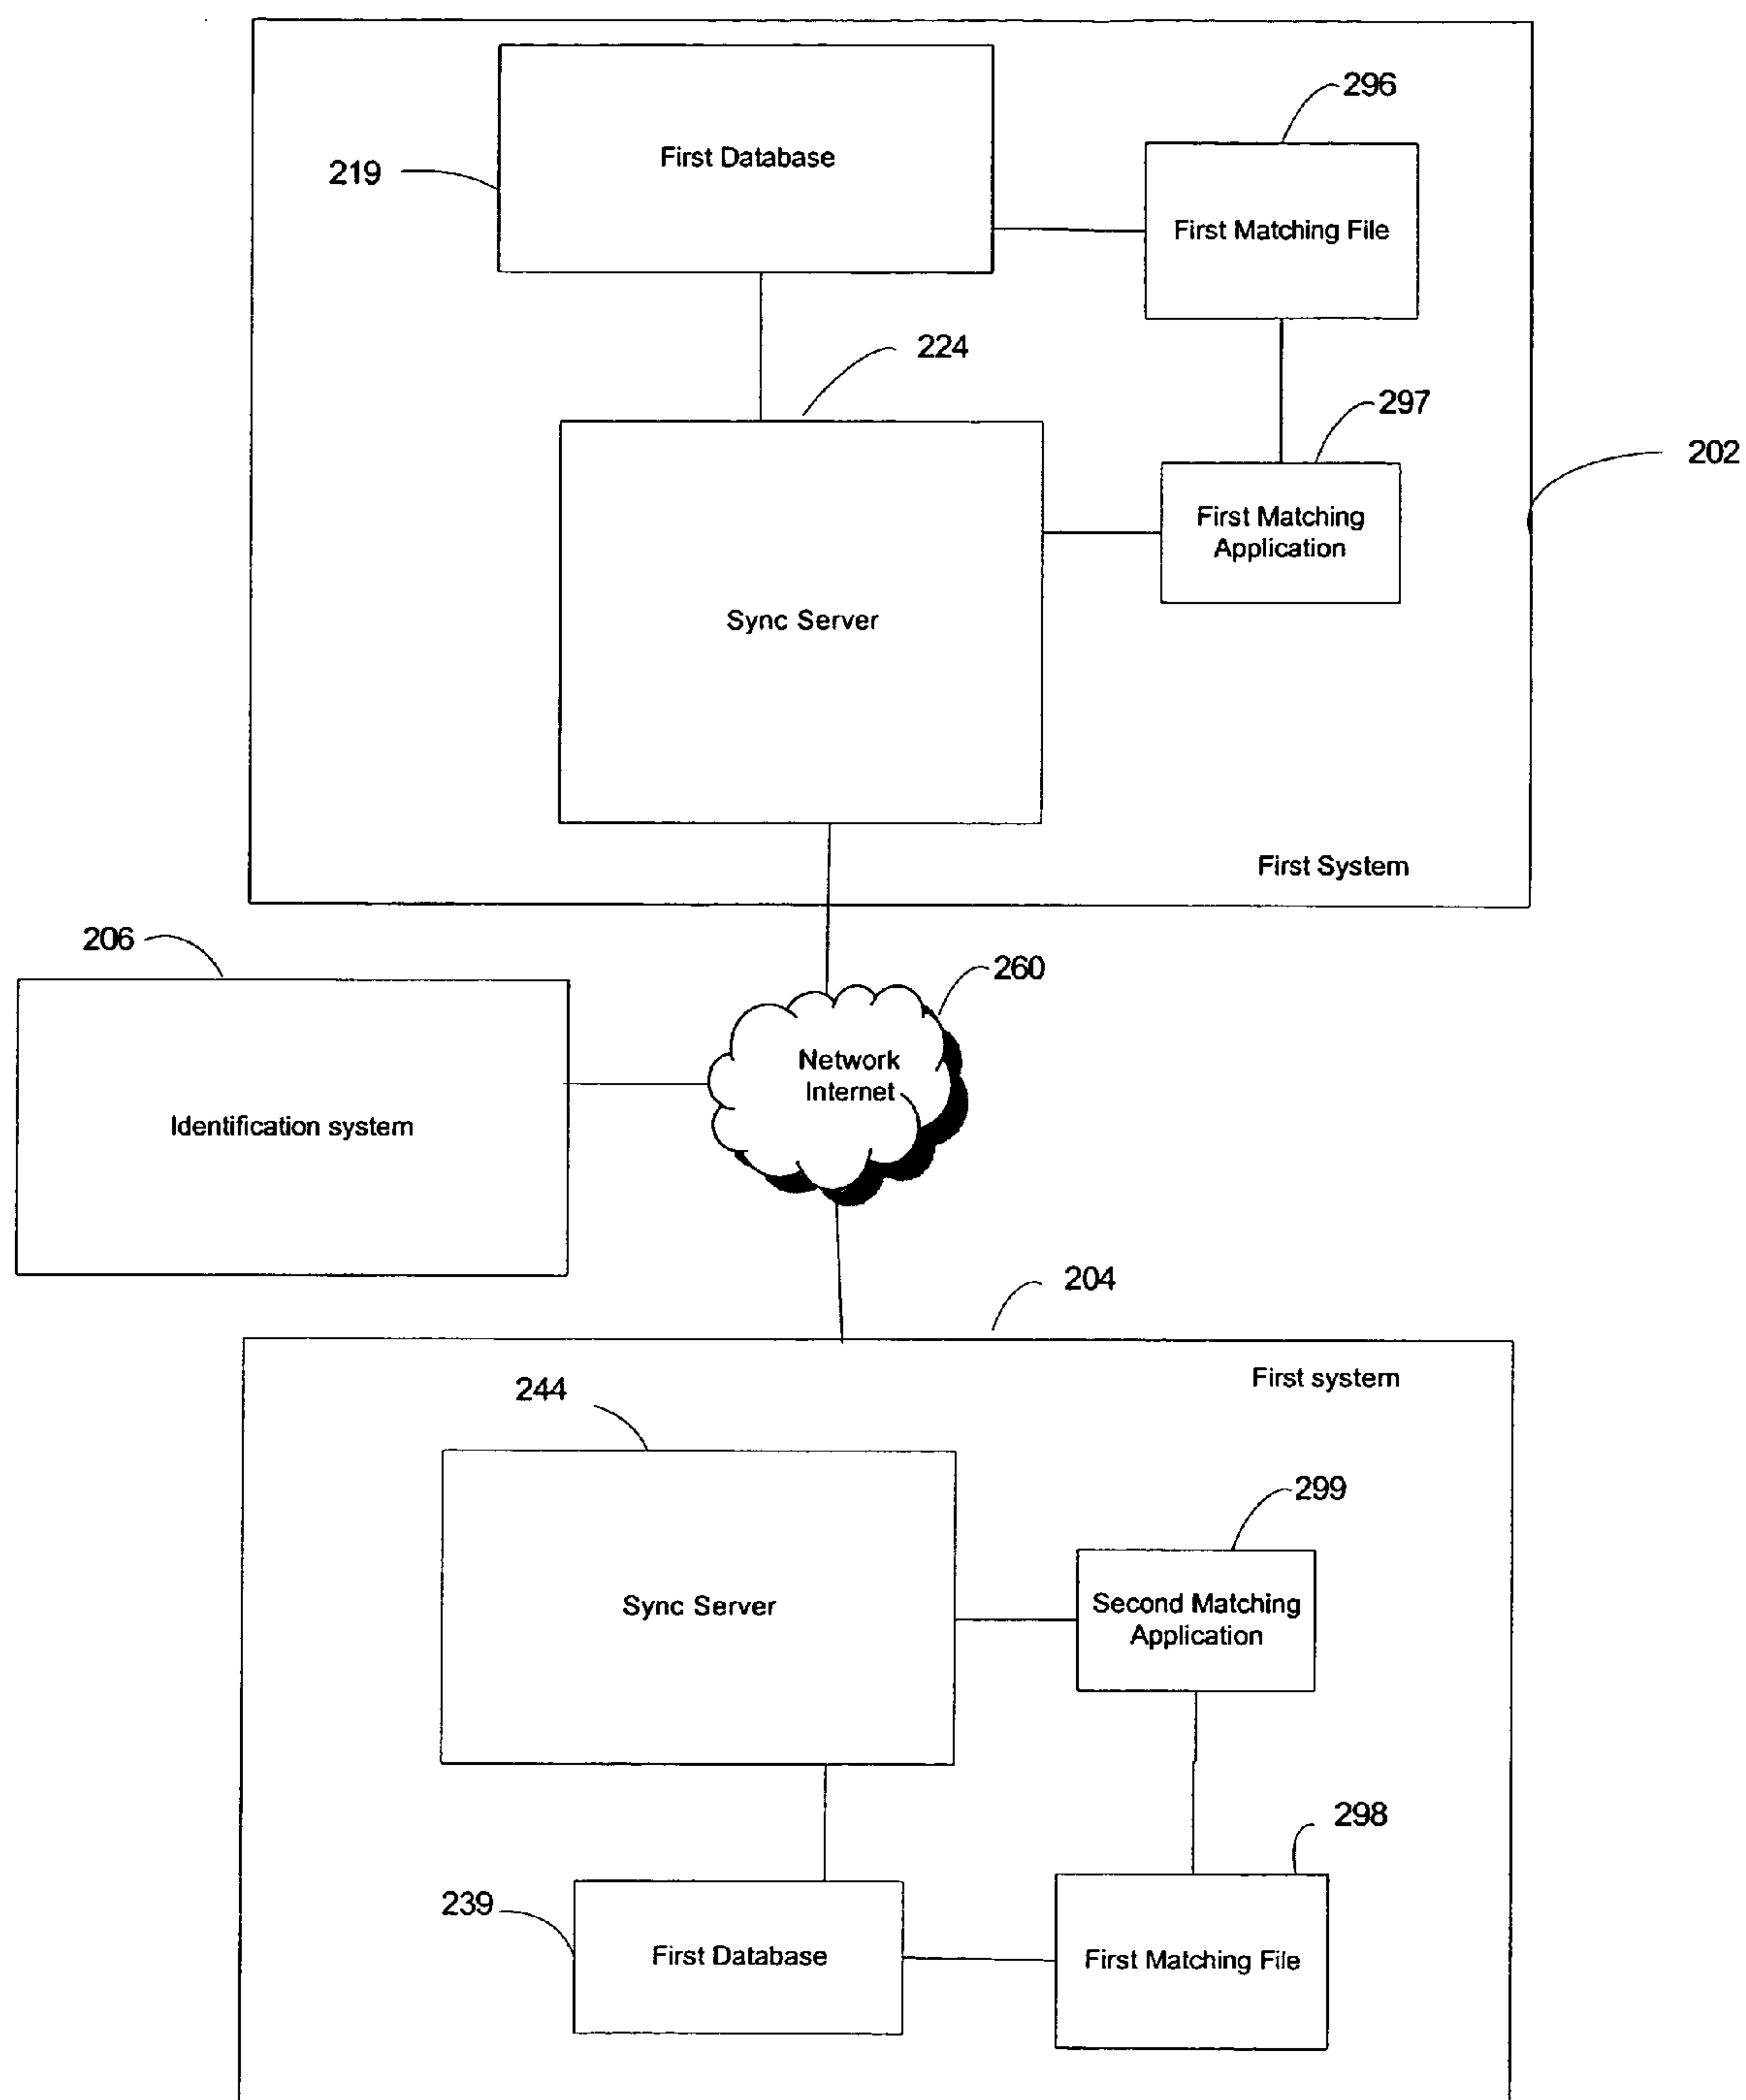 296
First Database
219
First Matching File
224
297
202
First Matching
Application
Sync Server
First System
206
260
Network
Internet
Identification system
204
First system
244
299
Second Matching
Application
Sync Server
298
239
First Database
First Matching File